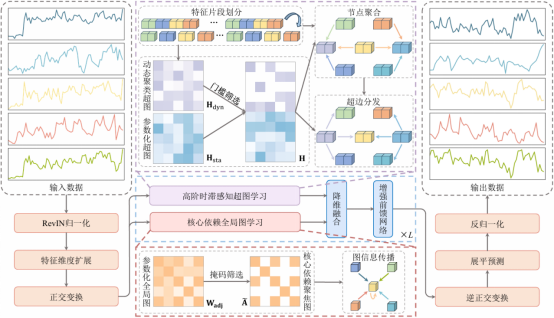 特征片段划分
节点聚合
动态聚类超图
H_dyn
门槛筛选
参数化超图
H_sta
H
超边分发
输入数据
RevIN归一化
特征维度扩展
正交变换
高阶时滞感知超图学习
核心依赖全局图学习
降维融合
增强前馈网络
×L
参数化全局图
W_adj
掩码筛选
Ã
核心依赖聚焦图
图信息传播
输出数据
反归一化
展平预测
逆正交变换